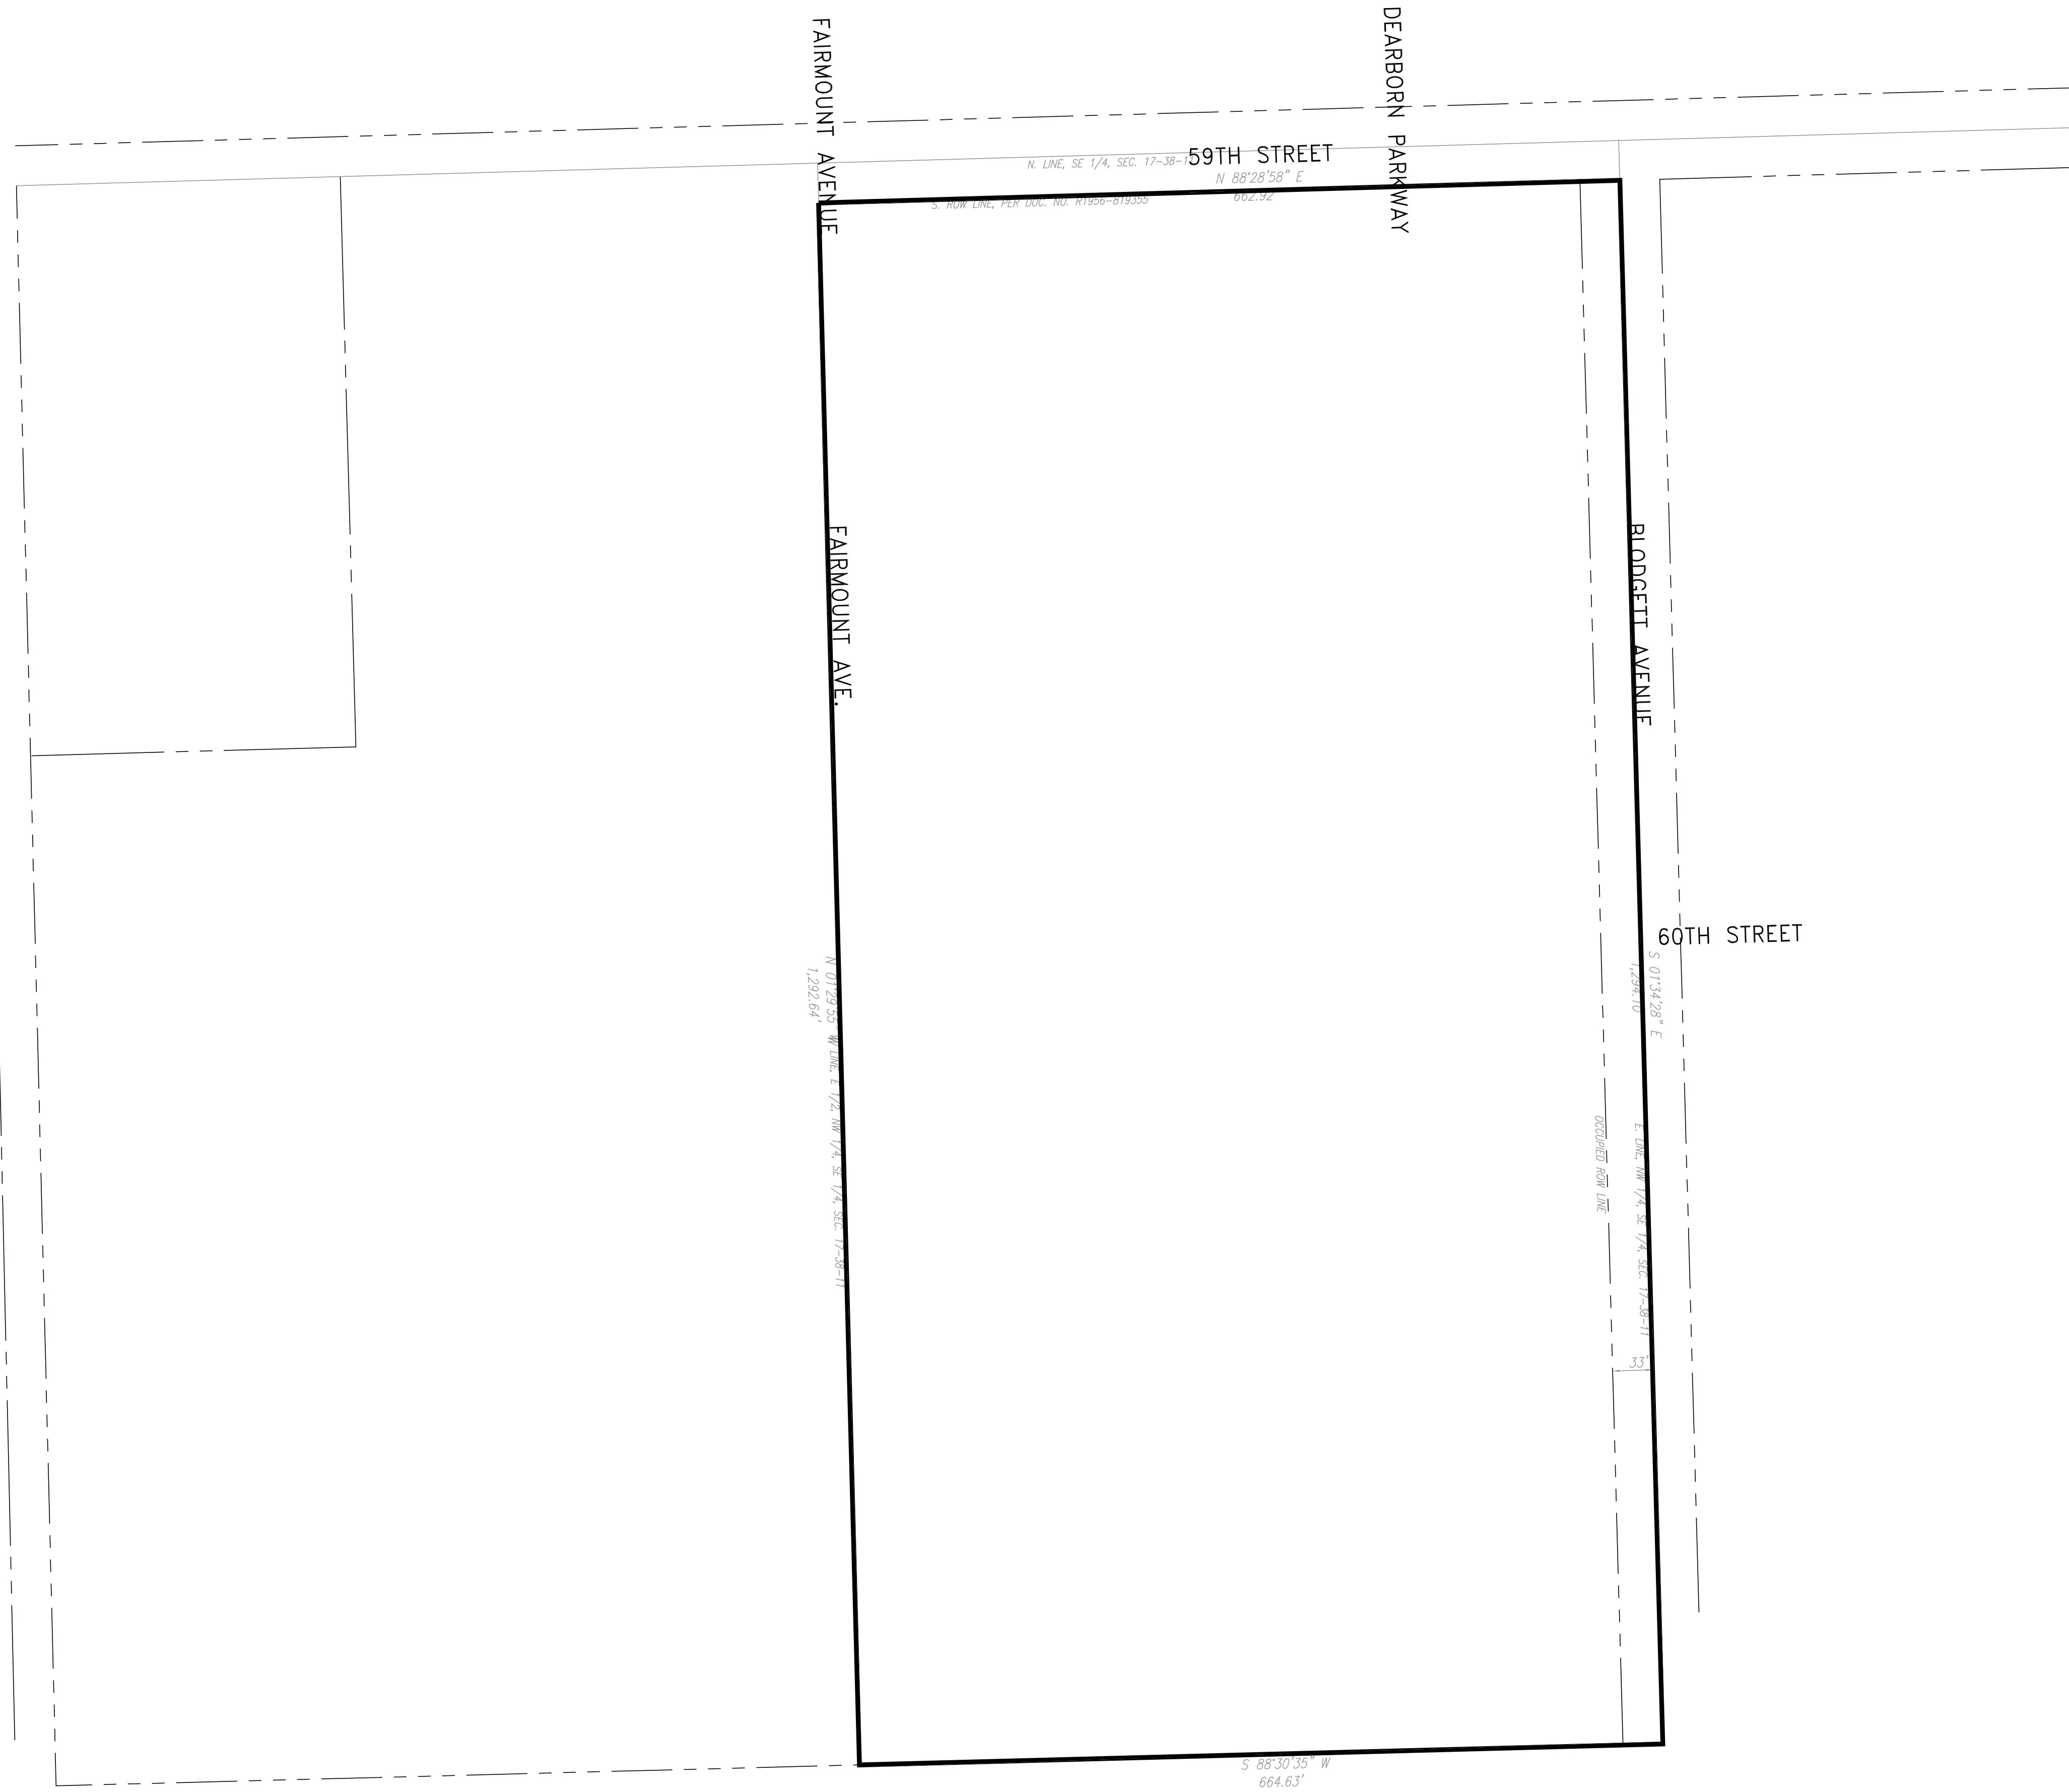 FAIRMOUNT AVENUE
DEARBORN PARKWAY
59TH STREET
N. LINE, SE 1/4, SEC. 17-38-11
N 88°28'58" E
662.92'
S. ROW LINE, PER DOC. NO. R1956-819355
FAIRMOUNT AVE.
BLODGETT AVENUE
60TH STREET
N 01°29'55" W
1,292.64'
W. LINE, E 1/2, NW 1/4, SE 1/4, SEC. 17-38-11
S 01°34'28" E
1,294.10'
OCCUPIED ROW LINE
E. LINE, NW 1/4, SE 1/4, SEC. 17-38-11
33'
S 88°30'35" W
664.63'